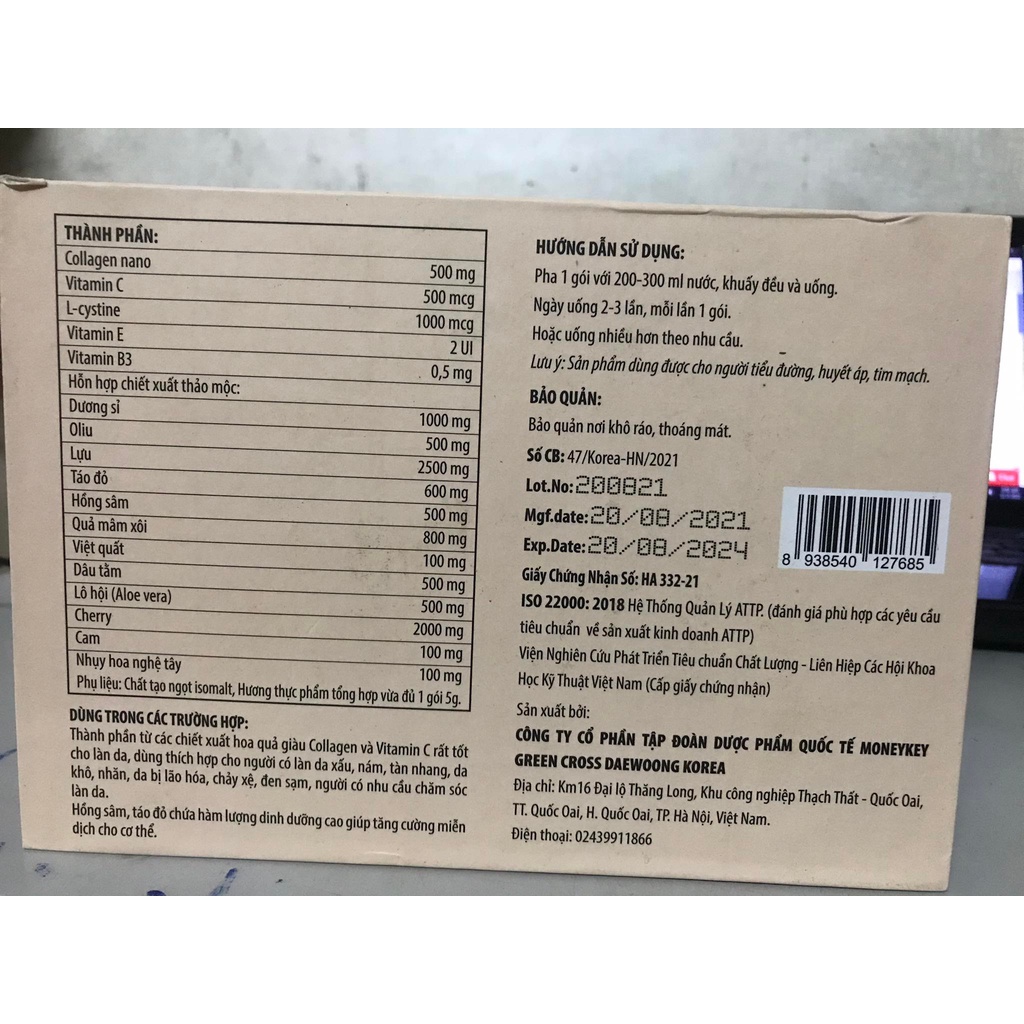 THÀNH PHẦN:
Collagen nano 500 mg
Vitamin C 500 mcg
L-cystine 1000 mcg
Vitamin E 2 UI
Vitamin B3 0,5 mg
Hỗn hợp chiết xuất thảo mộc:
Dương sỉ 1000 mg
Oliu 500 mg
Lựu 2500 mg
Táo đỏ 600 mg
Hồng sâm 500 mg
Quả mâm xôi 800 mg
Việt quất 100 mg
Dâu tằm 500 mg
Lô hội (Aloe vera) 500 mg
Cherry 2000 mg
Cam 100 mg
Nhụy hoa nghệ tây 100 mg
Phụ liệu: Chất tạo ngọt isomalt, Hương thực phẩm tổng hợp vừa đủ 1 gói 5g.
DÙNG TRONG CÁC TRƯỜNG HỢP:
Thành phần từ các chiết xuất hoa quả giàu Collagen và Vitamin C rất tốt
cho làn da, dùng thích hợp cho người có làn da xấu, nám, tàn nhang, da
khô, nhăn, da bị lão hóa, chảy xệ, đen sạm, người có nhu cầu chăm sóc
làn da.
Hồng sâm, táo đỏ chứa hàm lượng dinh dưỡng cao giúp tăng cường miễn
dịch cho cơ thể.
HƯỚNG DẪN SỬ DỤNG:
Pha 1 gói với 200-300 ml nước, khuấy đều và uống.
Ngày uống 2-3 lần, mỗi lần 1 gói.
Hoặc uống nhiều hơn theo nhu cầu.
Lưu ý: Sản phẩm dùng được cho người tiểu đường, huyết áp, tim mạch.
BẢO QUẢN:
Bảo quản nơi khô ráo, thoáng mát.
Số CB: 47/Korea-HN/2021
Lot.No: 200821
Mgf.date: 20/08/2021
Exp.Date: 20/08/2024
8 938540 127685
Giấy Chứng Nhận Số: HA 332-21
ISO 22000: 2018 Hệ Thống Quản Lý ATTP. (đánh giá phù hợp các yêu cầu
tiêu chuẩn về sản xuất kinh doanh ATTP)
Viện Nghiên Cứu Phát Triển Tiêu chuẩn Chất Lượng - Liên Hiệp Các Hội Khoa
Học Kỹ Thuật Việt Nam (Cấp giấy chứng nhận)
Sản xuất bởi:
CÔNG TY CỔ PHẦN TẬP ĐOÀN DƯỢC PHẨM QUỐC TẾ MONEYKEY
GREEN CROSS DAEWOONG KOREA
Địa chỉ: Km16 Đại lộ Thăng Long, Khu công nghiệp Thạch Thất - Quốc Oai,
TT. Quốc Oai, H. Quốc Oai, TP. Hà Nội, Việt Nam.
Điện thoại: 02439911866